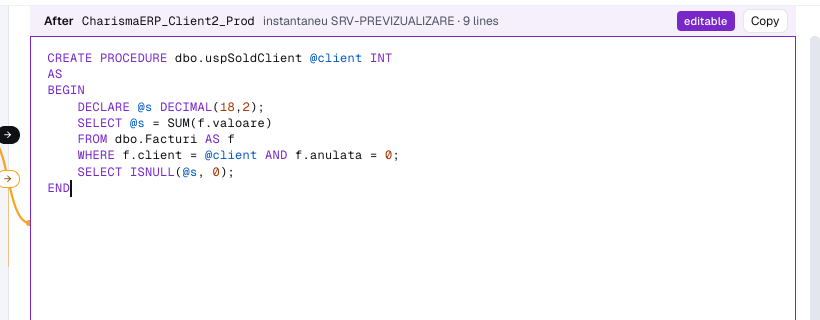 After CharismaERP_Client2_Prod instantaneu SRV-PREVIZUALIZARE · 9 lines editable Copy
CREATE PROCEDURE dbo.uspSoldClient @client INT
AS
BEGIN
    DECLARE @s DECIMAL(18,2);
    SELECT @s = SUM(f.valoare)
    FROM dbo.Facturi AS f
    WHERE f.client = @client AND f.anulata = 0;
    SELECT ISNULL(@s, 0);
END